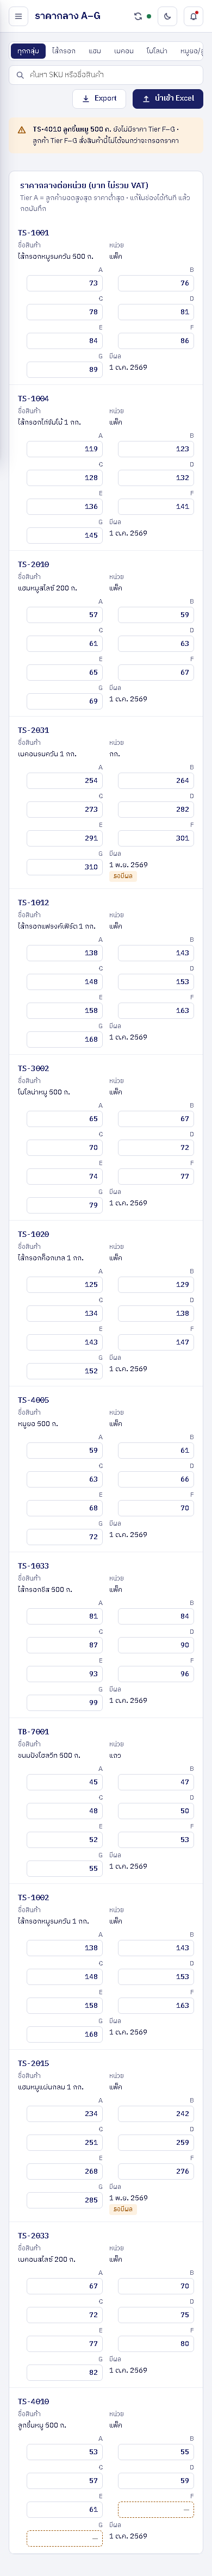 ราคากลาง A–G
ทุกกลุ่ม ไส้กรอก แฮม เบคอน โบโลน่า หมูยอ/ลู
ค้นหา SKU หรือชื่อสินค้า
Export นำเข้า Excel
TS-4010 ลูกชิ้นหมู 500 ก. ยังไม่มีราคา Tier F–G ·
ลูกค้า Tier F–G สั่งสินค้านี้ไม่ได้จนกว่าจะกรอกราคา
ราคากลางต่อหน่วย (บาท ไม่รวม VAT)
Tier A = ลูกค้ายอดสูงสุด ราคาต่ำสุด · แก้ในช่องได้ทันที แล้ว
กดบันทึก
TS-1001
ชื่อสินค้า หน่วย
ไส้กรอกหมูรมควัน 500 ก. แพ็ค
A B
73 76
C D
78 81
E F
84 86
G มีผล
89 1 ต.ค. 2569
TS-1004
ชื่อสินค้า หน่วย
ไส้กรอกไก่จัมโบ้ 1 กก. แพ็ค
A B
119 123
C D
128 132
E F
136 141
G มีผล
145 1 ต.ค. 2569
TS-2010
ชื่อสินค้า หน่วย
แฮมหมูสไลซ์ 200 ก. แพ็ค
A B
57 59
C D
61 63
E F
65 67
G มีผล
69 1 ต.ค. 2569
TS-2031
ชื่อสินค้า หน่วย
เบคอนรมควัน 1 กก. กก.
A B
254 264
C D
273 282
E F
291 301
G มีผล
310 1 พ.ย. 2569
รอมีผล
TS-1012
ชื่อสินค้า หน่วย
ไส้กรอกแฟรงค์เฟิร์ต 1 กก. แพ็ค
A B
138 143
C D
148 153
E F
158 163
G มีผล
168 1 ต.ค. 2569
TS-3002
ชื่อสินค้า หน่วย
โบโลน่าหมู 500 ก. แพ็ค
A B
65 67
C D
70 72
E F
74 77
G มีผล
79 1 ต.ค. 2569
TS-1020
ชื่อสินค้า หน่วย
ไส้กรอกค็อกเทล 1 กก. แพ็ค
A B
125 129
C D
134 138
E F
143 147
G มีผล
152 1 ต.ค. 2569
TS-4005
ชื่อสินค้า หน่วย
หมูยอ 500 ก. แพ็ค
A B
59 61
C D
63 66
E F
68 70
G มีผล
72 1 ต.ค. 2569
TS-1033
ชื่อสินค้า หน่วย
ไส้กรอกชีส 500 ก. แพ็ค
A B
81 84
C D
87 90
E F
93 96
G มีผล
99 1 ต.ค. 2569
TB-7001
ชื่อสินค้า หน่วย
ขนมปังโฮลวีท 500 ก. แถว
A B
45 47
C D
48 50
E F
52 53
G มีผล
55 1 ต.ค. 2569
TS-1002
ชื่อสินค้า หน่วย
ไส้กรอกหมูรมควัน 1 กก. แพ็ค
A B
138 143
C D
148 153
E F
158 163
G มีผล
168 1 ต.ค. 2569
TS-2015
ชื่อสินค้า หน่วย
แฮมหมูแผ่นกลม 1 กก. แพ็ค
A B
234 242
C D
251 259
E F
268 276
G มีผล
285 1 พ.ย. 2569
รอมีผล
TS-2033
ชื่อสินค้า หน่วย
เบคอนสไลซ์ 200 ก. แพ็ค
A B
67 70
C D
72 75
E F
77 80
G มีผล
82 1 ต.ค. 2569
TS-4010
ชื่อสินค้า หน่วย
ลูกชิ้นหมู 500 ก. แพ็ค
A B
53 55
C D
57 59
E F
61 —
G มีผล
— 1 ต.ค. 2569